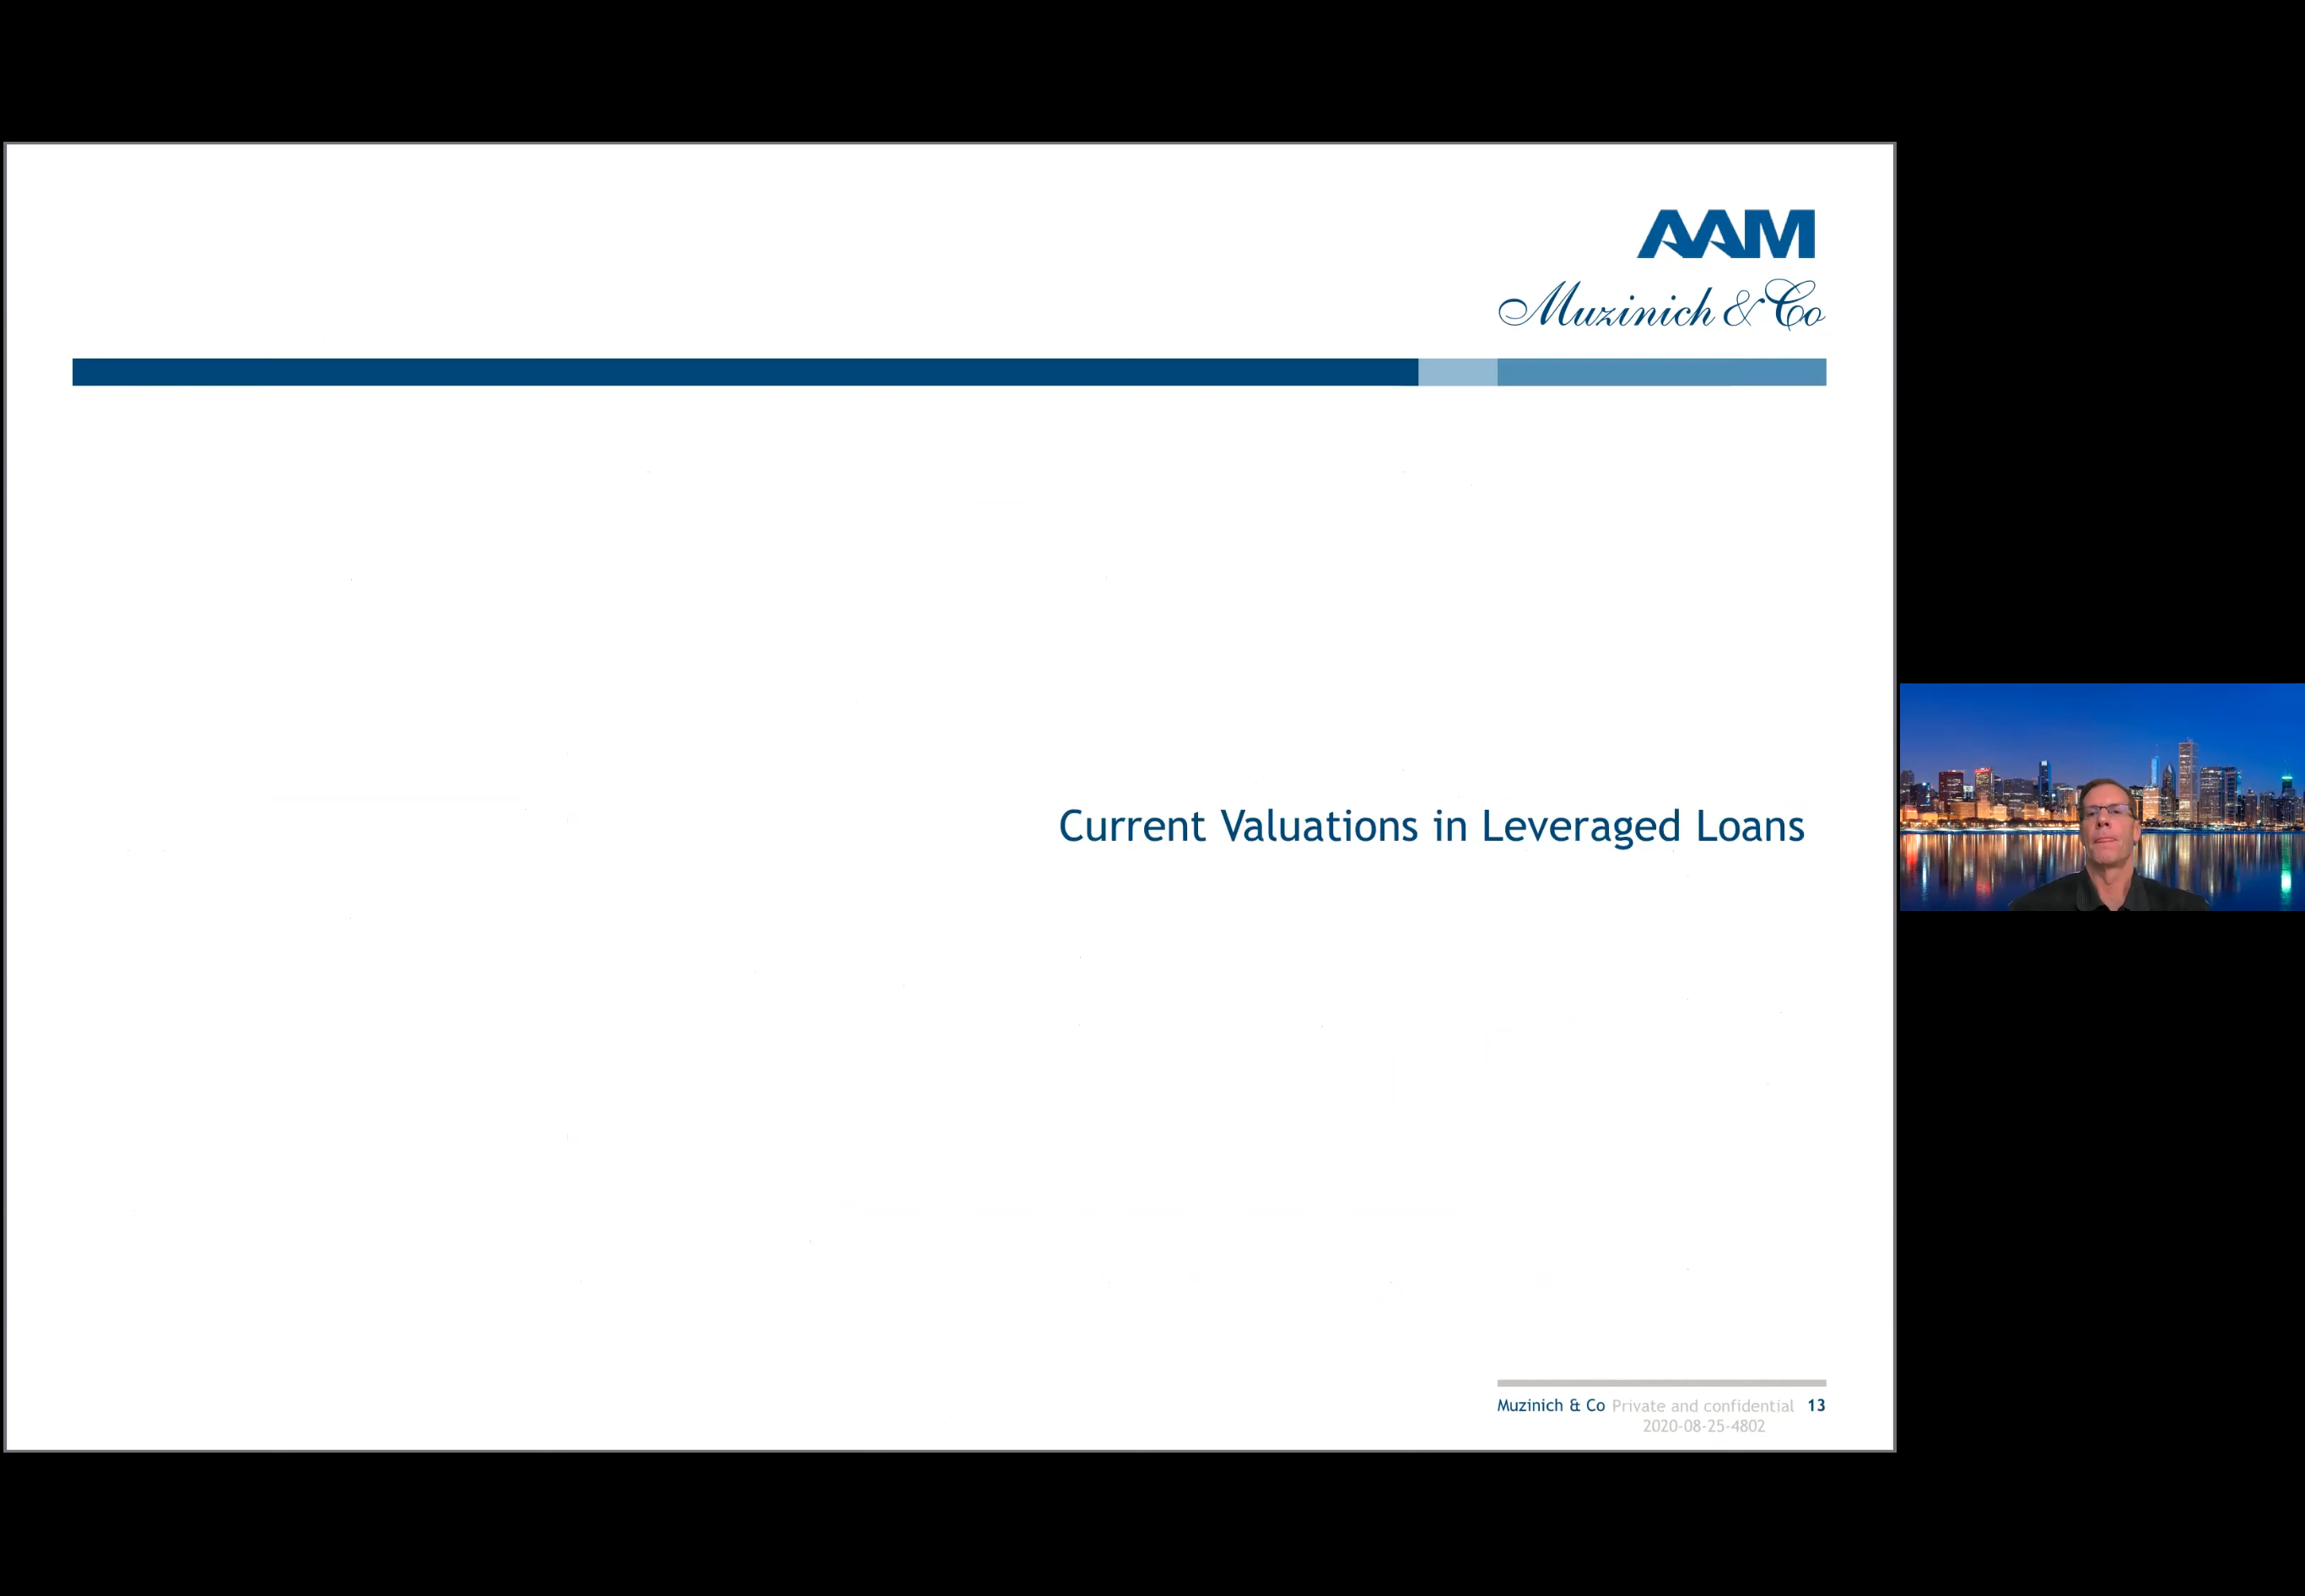 AAM
Muzinich & Co
Current Valuations in Leveraged Loans
Muzinich & Co Private and confidential 13
2020-08-25-4802